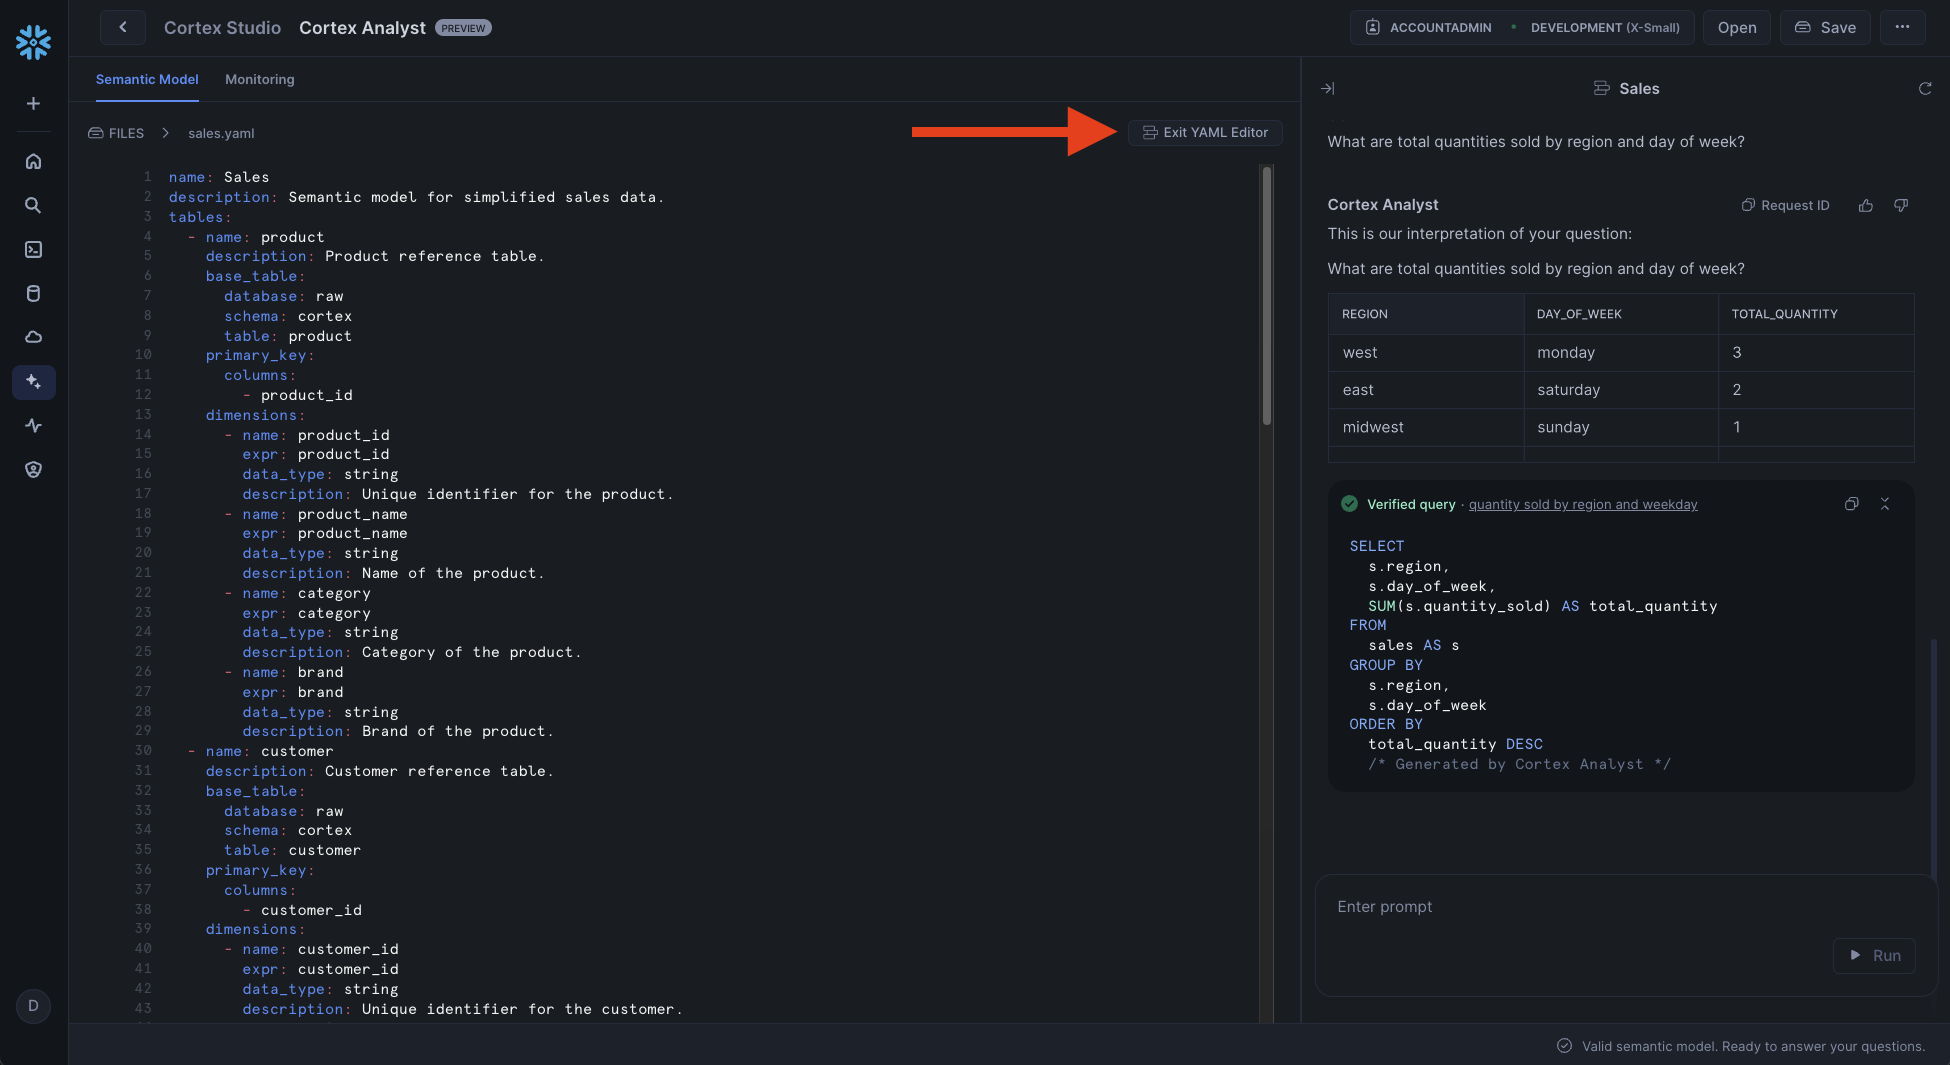 Cortex Studio Cortex Analyst PREVIEW
ACCOUNTADMIN • DEVELOPMENT (X-Small)
Open
Save
Semantic Model
Monitoring
FILES > sales.yaml
Exit YAML Editor
1 name: Sales
2 description: Semantic model for simplified sales data.
3 tables:
4 - name: product
5 description: Product reference table.
6 base_table:
7 database: raw
8 schema: cortex
9 table: product
10 primary_key:
11 columns:
12 - product_id
13 dimensions:
14 - name: product_id
15 expr: product_id
16 data_type: string
17 description: Unique identifier for the product.
18 - name: product_name
19 expr: product_name
20 data_type: string
21 description: Name of the product.
22 - name: category
23 expr: category
24 data_type: string
25 description: Category of the product.
26 - name: brand
27 expr: brand
28 data_type: string
29 description: Brand of the product.
30 - name: customer
31 description: Customer reference table.
32 base_table:
33 database: raw
34 schema: cortex
35 table: customer
36 primary_key:
37 columns:
38 - customer_id
39 dimensions:
40 - name: customer_id
41 expr: customer_id
42 data_type: string
43 description: Unique identifier for the customer.
D
Sales
What are total quantities sold by region and day of week?
Cortex Analyst
Request ID
This is our interpretation of your question:
What are total quantities sold by region and day of week?
REGION DAY_OF_WEEK TOTAL_QUANTITY
west monday 3
east saturday 2
midwest sunday 1
Verified query · quantity sold by region and weekday
SELECT
s.region,
s.day_of_week,
SUM(s.quantity_sold) AS total_quantity
FROM
sales AS s
GROUP BY
s.region,
s.day_of_week
ORDER BY
total_quantity DESC
/* Generated by Cortex Analyst */
Enter prompt
Run
Valid semantic model. Ready to answer your questions.